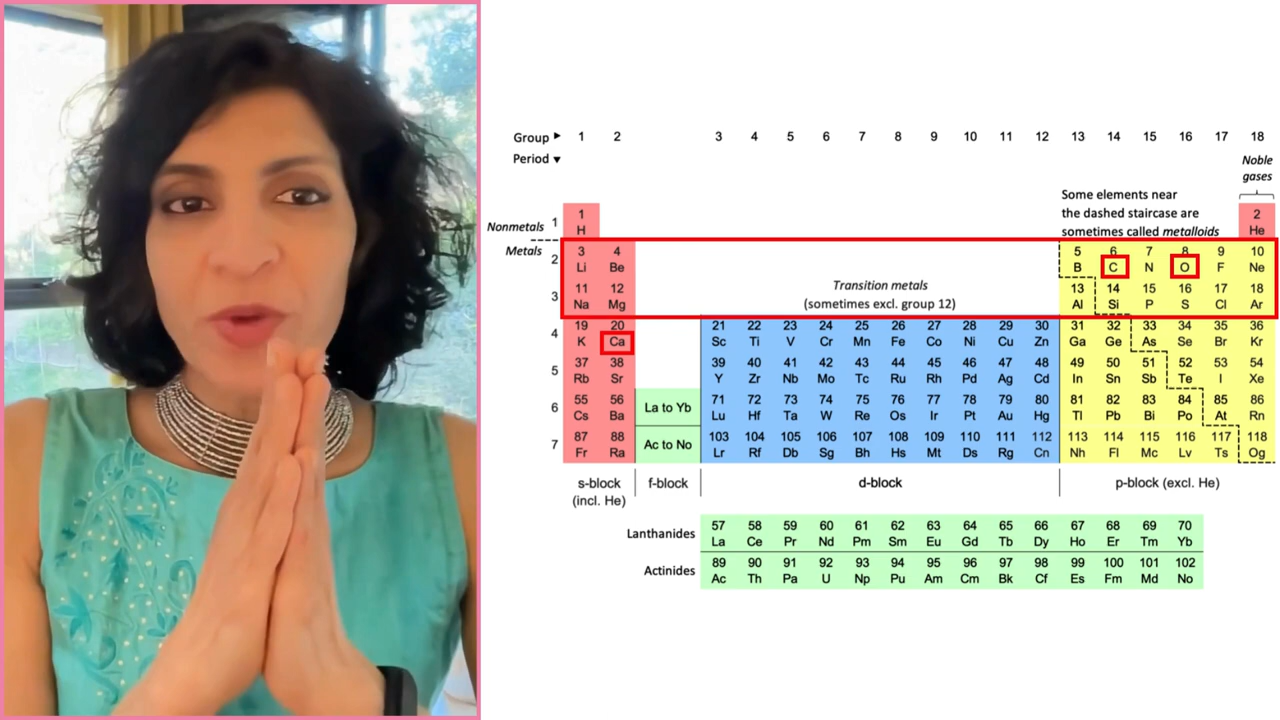 Group ▶ 1 2 3 4 5 6 7 8 9 10 11 12 13 14 15 16 17 18
Period ▼
Noble
gases
Some elements near
the dashed staircase are
sometimes called metalloids
Nonmetals 1
1 2
H He
Metals
2
3 4 5 6 7 8 9 10
Li Be B C N O F Ne
Transition metals
(sometimes excl. group 12)
3
11 12 13 14 15 16 17 18
Na Mg Al Si P S Cl Ar
4
19 20 21 22 23 24 25 26 27 28 29 30 31 32 33 34 35 36
K Ca Sc Ti V Cr Mn Fe Co Ni Cu Zn Ga Ge As Se Br Kr
5
37 38 39 40 41 42 43 44 45 46 47 48 49 50 51 52 53 54
Rb Sr Y Zr Nb Mo Tc Ru Rh Pd Ag Cd In Sn Sb Te I Xe
6
55 56 La to Yb 71 72 73 74 75 76 77 78 79 80 81 82 83 84 85 86
Cs Ba Lu Hf Ta W Re Os Ir Pt Au Hg Tl Pb Bi Po At Rn
7
87 88 Ac to No 103 104 105 106 107 108 109 110 111 112 113 114 115 116 117 118
Fr Ra Lr Rf Db Sg Bh Hs Mt Ds Rg Cn Nh Fl Mc Lv Ts Og
s-block f-block d-block p-block (excl. He)
(incl. He)
Lanthanides
57 58 59 60 61 62 63 64 65 66 67 68 69 70
La Ce Pr Nd Pm Sm Eu Gd Tb Dy Ho Er Tm Yb
Actinides
89 90 91 92 93 94 95 96 97 98 99 100 101 102
Ac Th Pa U Np Pu Am Cm Bk Cf Es Fm Md No